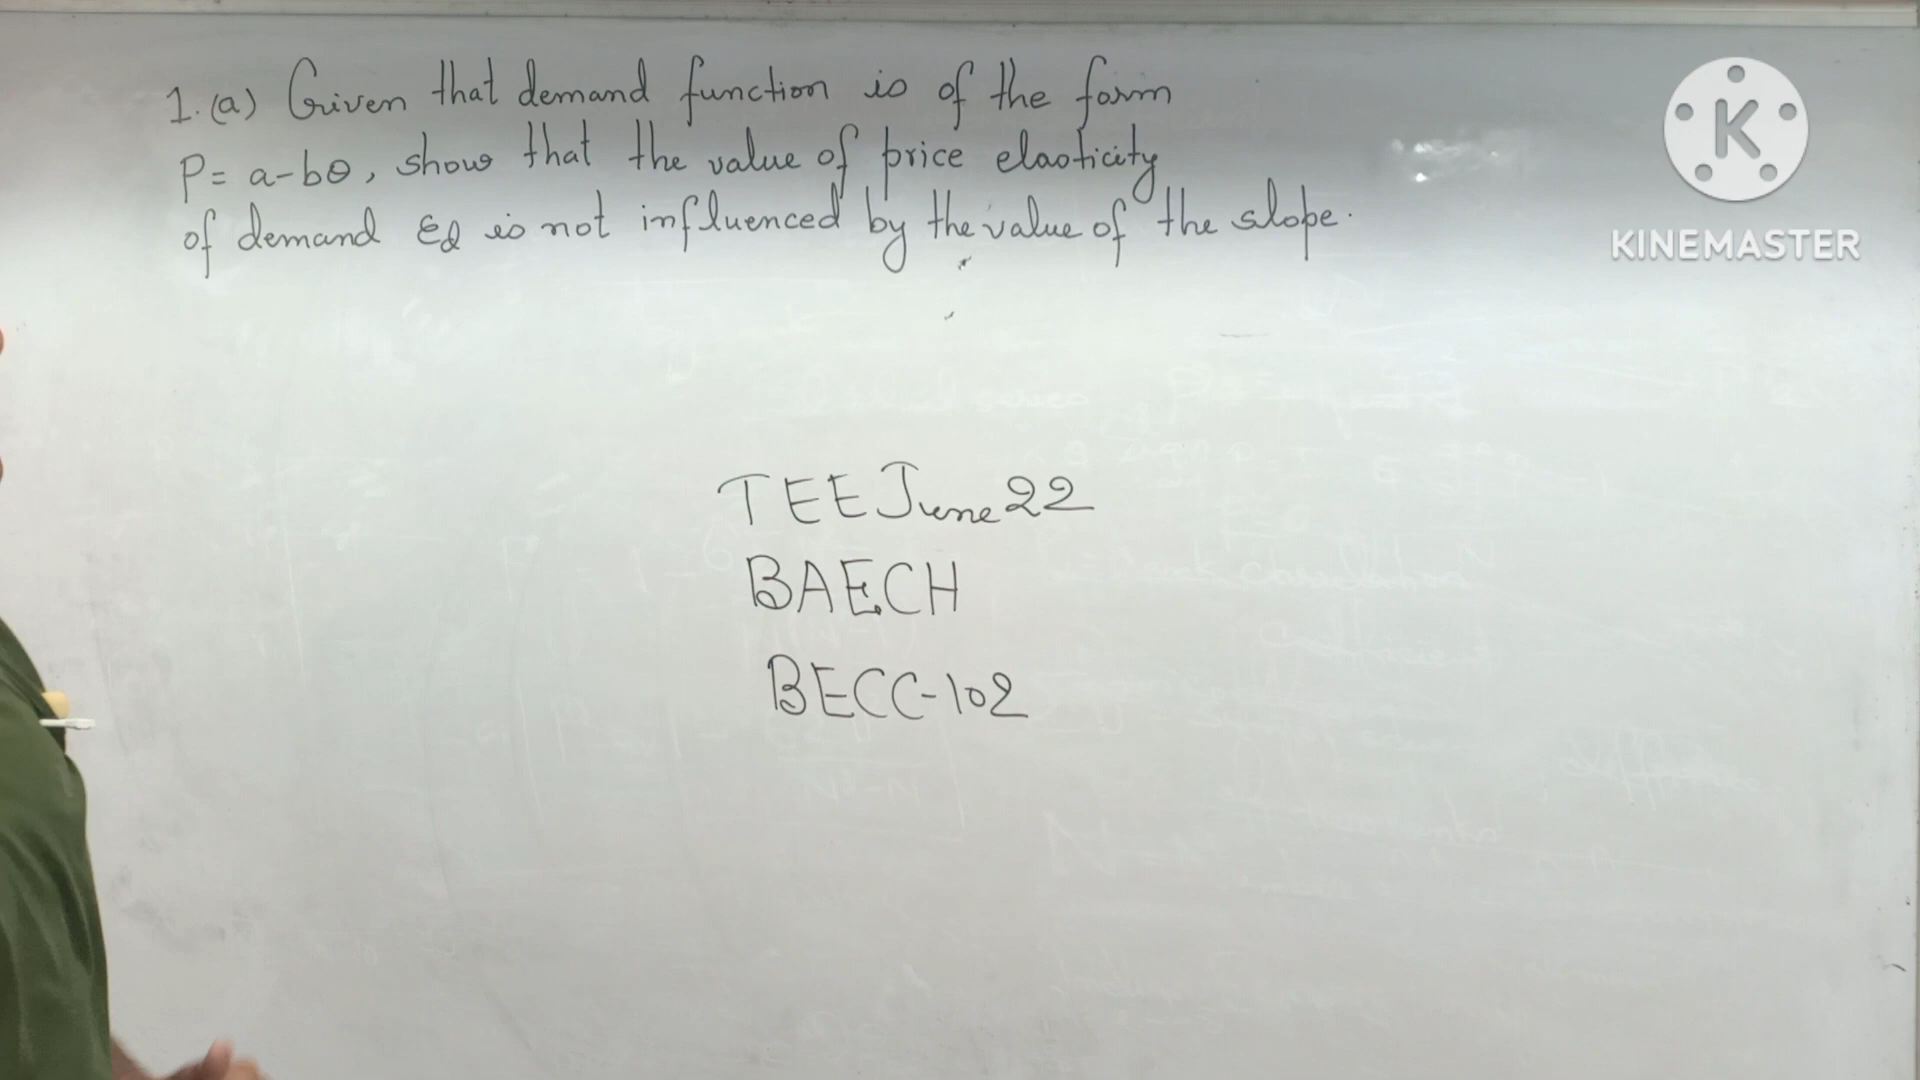 1. (a) Given that demand function is of the form
P = a - bQ, show that the value of price elasticity
of demand Ed is not influenced by the value of the slope.
K
KINEMASTER
TEE June 22
BAECH
BECC-102